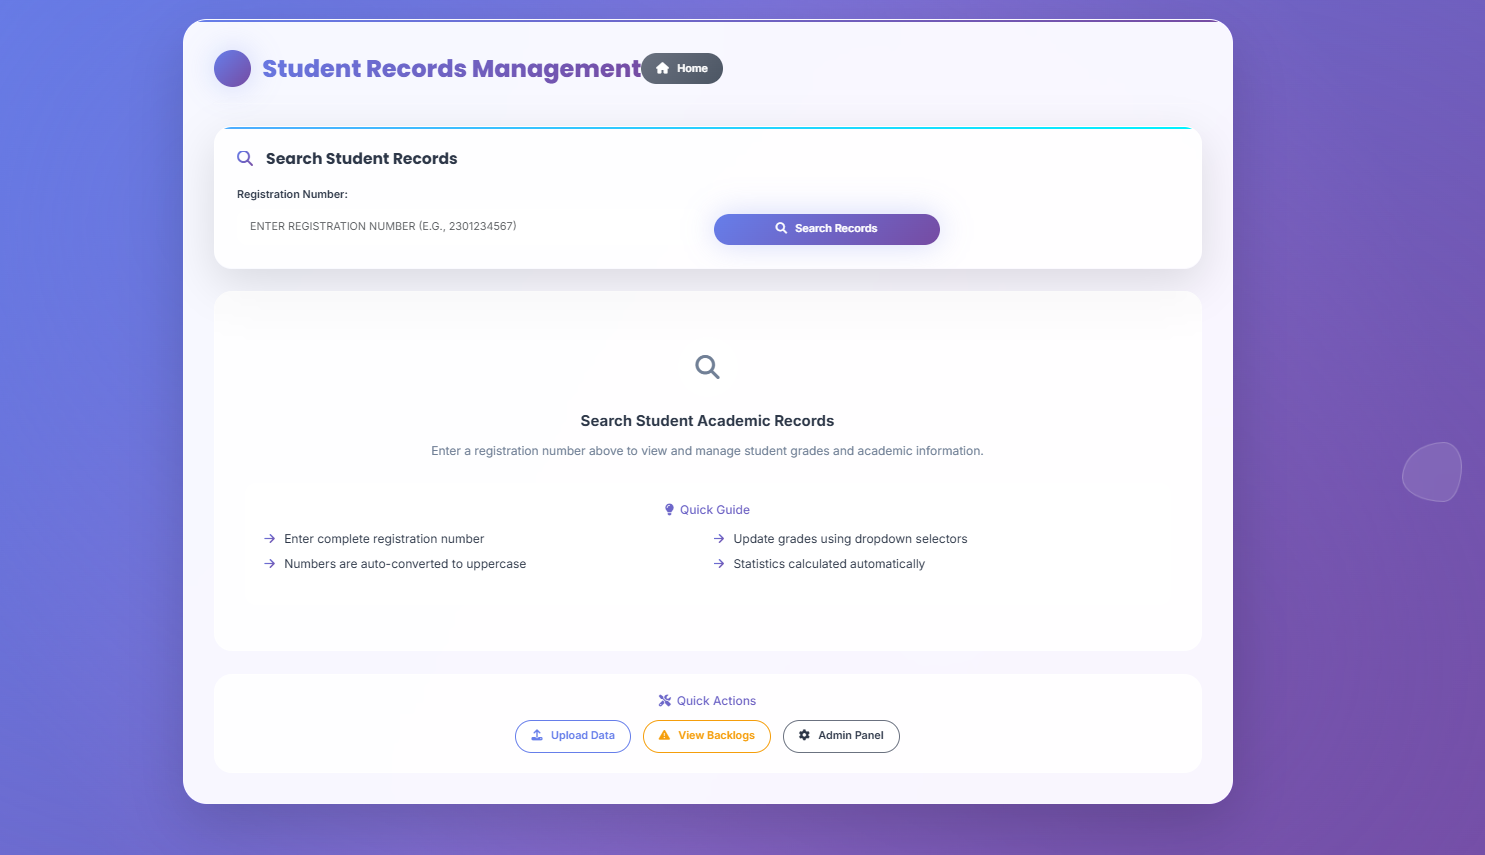 Student Records Management
Home
Search Student Records
Registration Number:
ENTER REGISTRATION NUMBER (E.G., 2301234567)
Search Records
Search Student Academic Records
Enter a registration number above to view and manage student grades and academic information.
Quick Guide
Enter complete registration number
Update grades using dropdown selectors
Numbers are auto-converted to uppercase
Statistics calculated automatically
Quick Actions
Upload Data
View Backlogs
Admin Panel